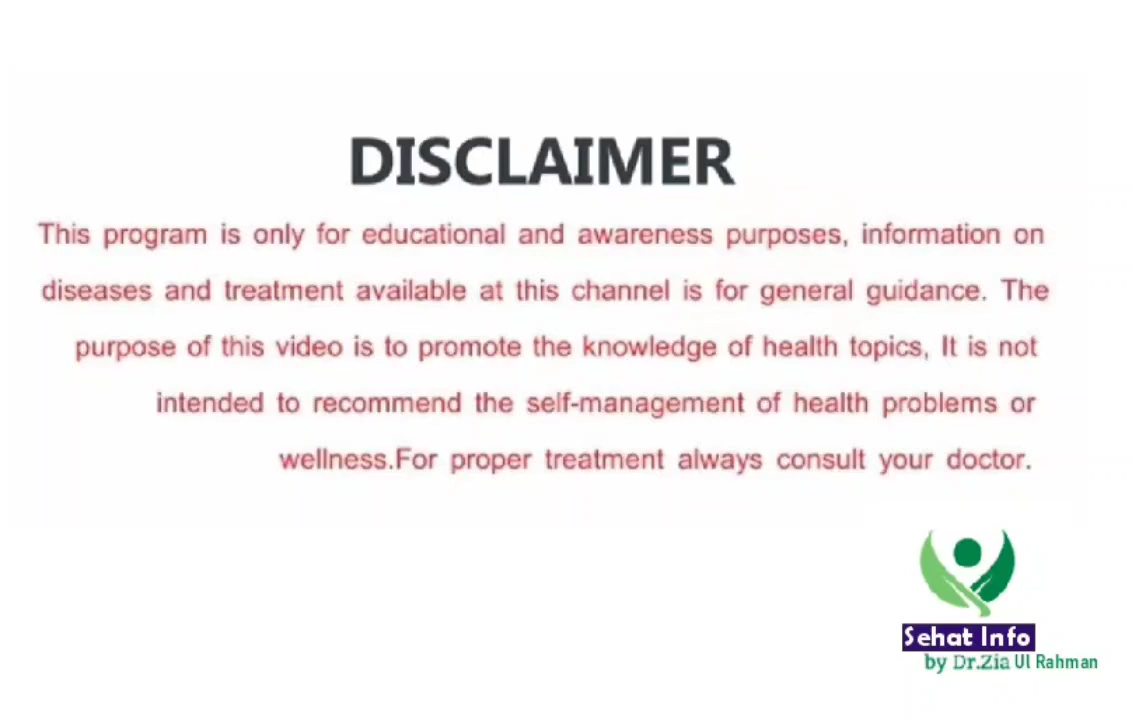 DISCLAIMER
This program is only for educational and awareness purposes, information on
diseases and treatment available at this channel is for general guidance. The
purpose of this video is to promote the knowledge of health topics, It is not
intended to recommend the self-management of health problems or
wellness.For proper treatment always consult your doctor.
Sehat Info
by Dr.Zia Ul Rahman